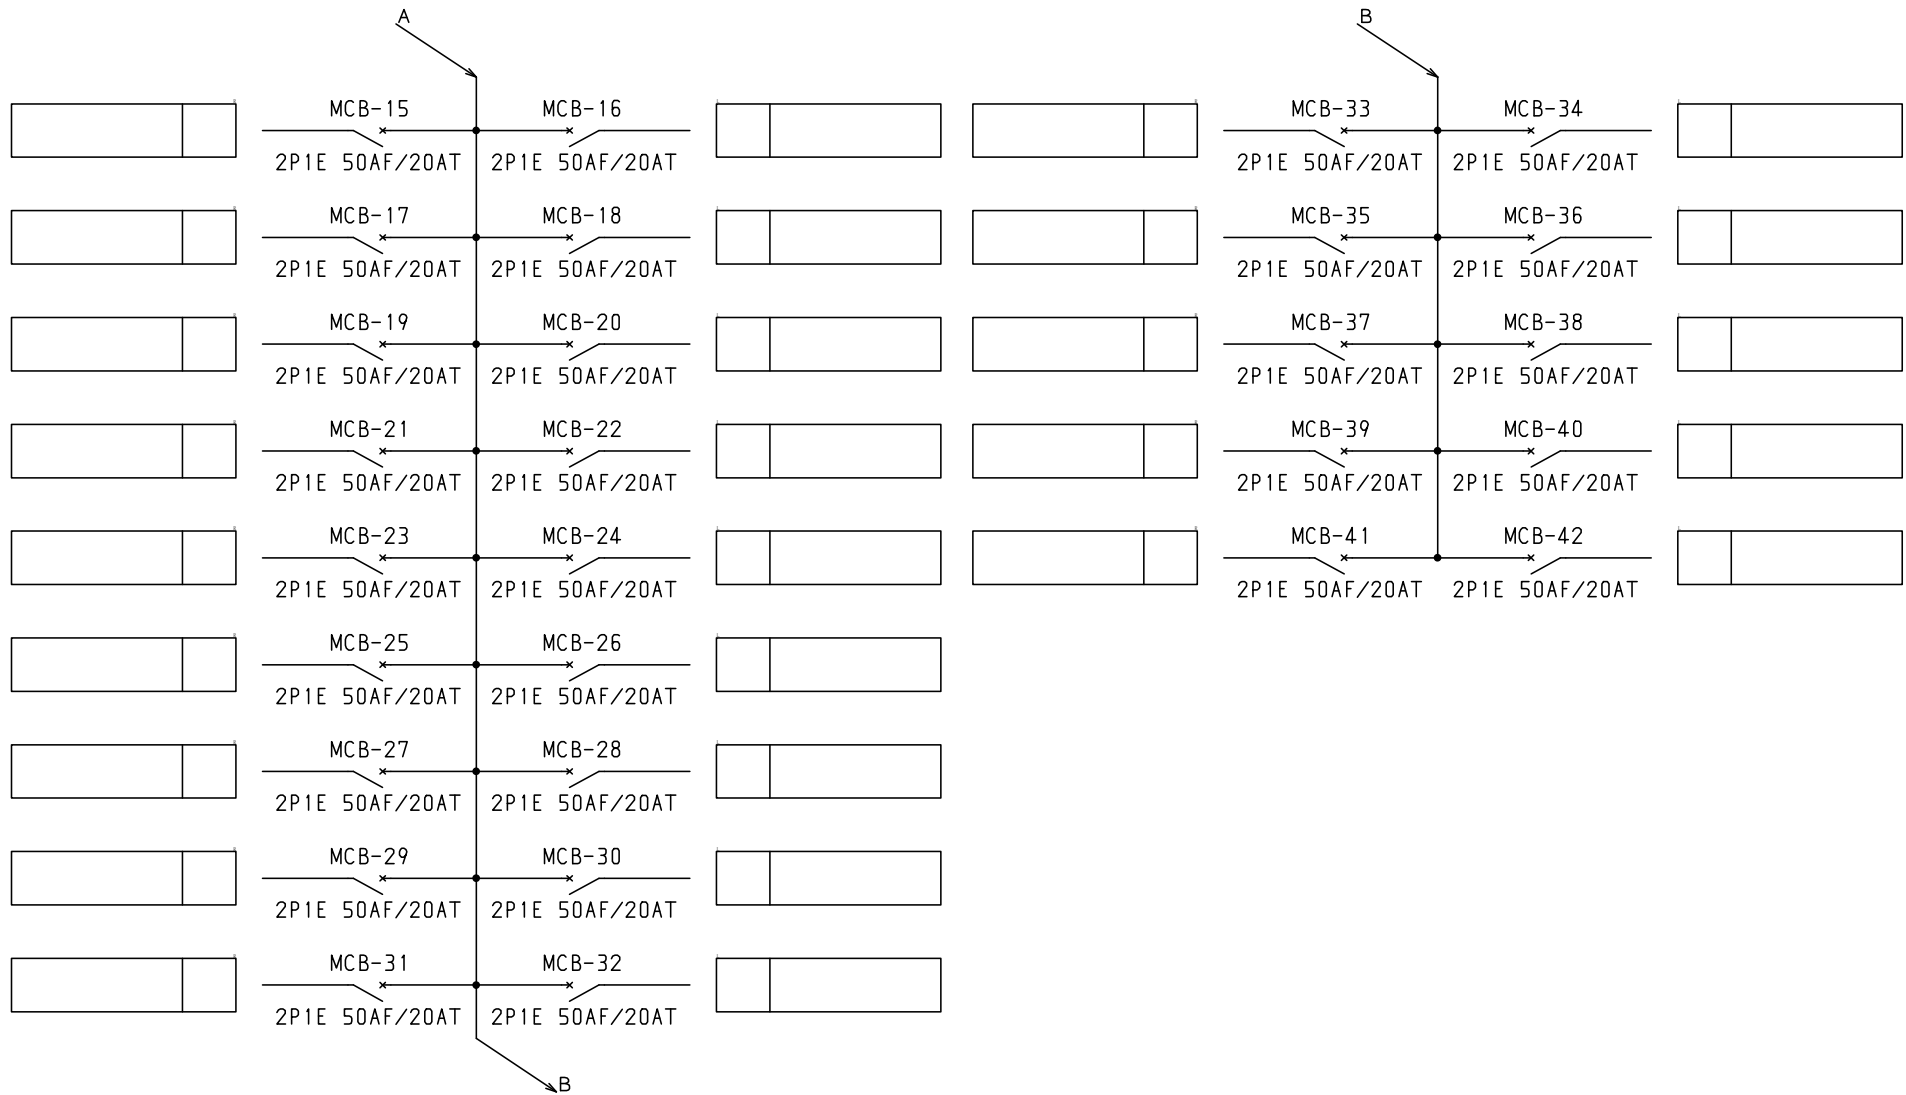 A
MCB-15 MCB-16
2P1E 50AF/20AT 2P1E 50AF/20AT
MCB-17 MCB-18
2P1E 50AF/20AT 2P1E 50AF/20AT
MCB-19 MCB-20
2P1E 50AF/20AT 2P1E 50AF/20AT
MCB-21 MCB-22
2P1E 50AF/20AT 2P1E 50AF/20AT
MCB-23 MCB-24
2P1E 50AF/20AT 2P1E 50AF/20AT
MCB-25 MCB-26
2P1E 50AF/20AT 2P1E 50AF/20AT
MCB-27 MCB-28
2P1E 50AF/20AT 2P1E 50AF/20AT
MCB-29 MCB-30
2P1E 50AF/20AT 2P1E 50AF/20AT
MCB-31 MCB-32
2P1E 50AF/20AT 2P1E 50AF/20AT
B
B
MCB-33 MCB-34
2P1E 50AF/20AT 2P1E 50AF/20AT
MCB-35 MCB-36
2P1E 50AF/20AT 2P1E 50AF/20AT
MCB-37 MCB-38
2P1E 50AF/20AT 2P1E 50AF/20AT
MCB-39 MCB-40
2P1E 50AF/20AT 2P1E 50AF/20AT
MCB-41 MCB-42
2P1E 50AF/20AT 2P1E 50AF/20AT